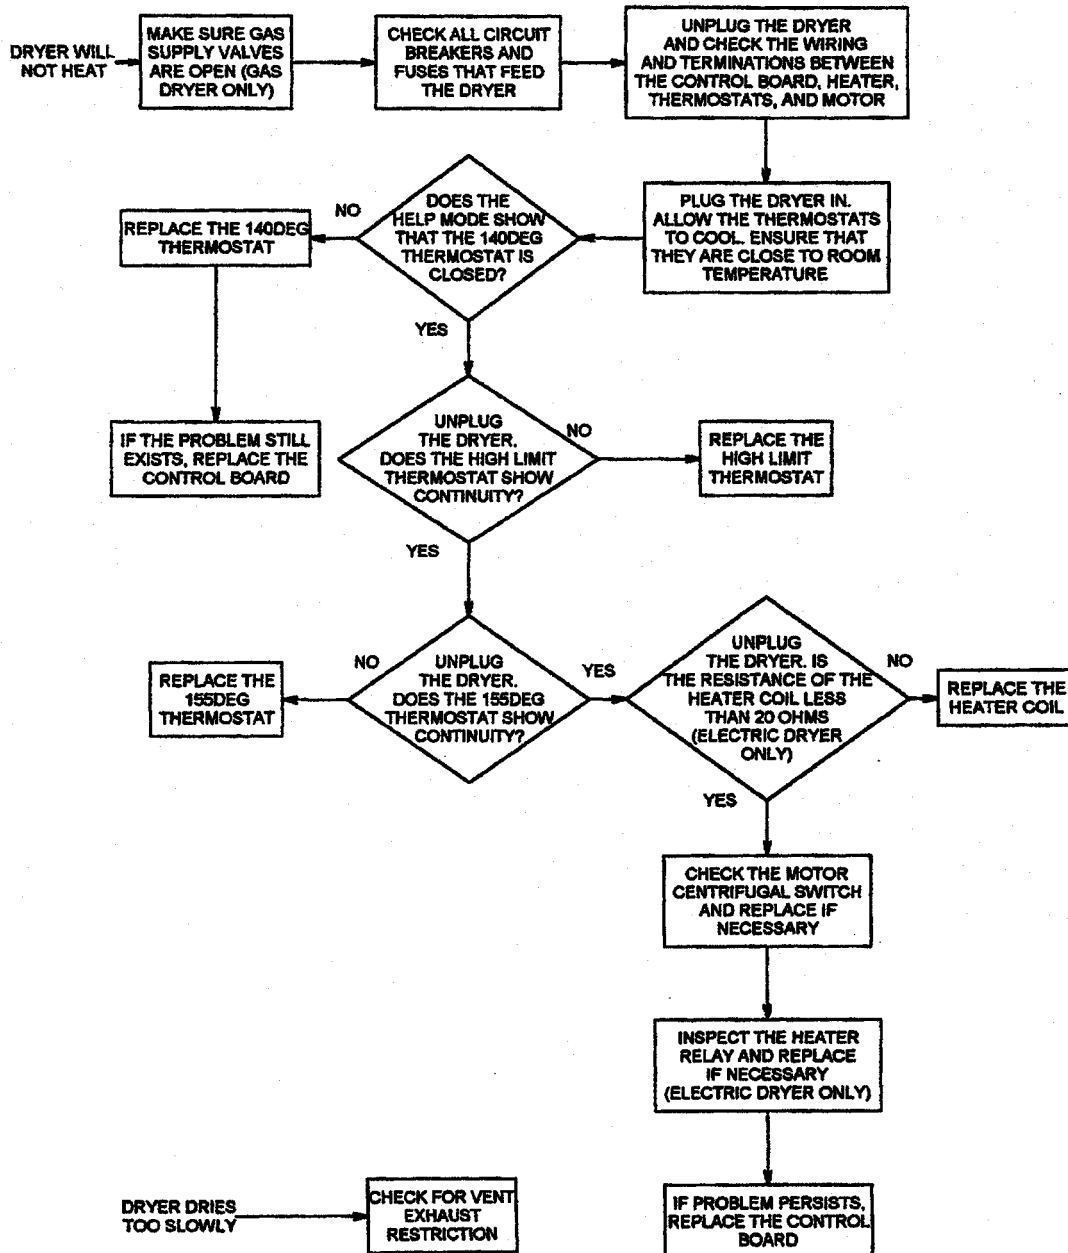 DRYER WILL
NOT HEAT
MAKE SURE GAS
SUPPLY VALVES
ARE OPEN (GAS
DRYER ONLY)
CHECK ALL CIRCUIT
BREAKERS AND
FUSES THAT FEED
THE DRYER
UNPLUG THE DRYER
AND CHECK THE WIRING
AND TERMINATIONS BETWEEN
THE CONTROL BOARD, HEATER,
THERMOSTATS, AND MOTOR
PLUG THE DRYER IN.
ALLOW THE THERMOSTATS
TO COOL. ENSURE THAT
THEY ARE CLOSE TO ROOM
TEMPERATURE
DOES THE
HELP MODE SHOW
THAT THE 140DEG
THERMOSTAT IS
CLOSED?
NO
REPLACE THE 140DEG
THERMOSTAT
IF THE PROBLEM STILL
EXISTS, REPLACE THE
CONTROL BOARD
YES
UNPLUG
THE DRYER.
DOES THE HIGH LIMIT
THERMOSTAT SHOW
CONTINUITY?
NO
REPLACE THE
HIGH LIMIT
THERMOSTAT
YES
UNPLUG
THE DRYER.
DOES THE 155DEG
THERMOSTAT SHOW
CONTINUITY?
NO
REPLACE THE
155DEG
THERMOSTAT
YES
UNPLUG
THE DRYER. IS
THE RESISTANCE OF THE
HEATER COIL LESS
THAN 20 OHMS
(ELECTRIC DRYER
ONLY)
NO
REPLACE THE
HEATER COIL
YES
CHECK THE MOTOR
CENTRIFUGAL SWITCH
AND REPLACE IF
NECESSARY
INSPECT THE HEATER
RELAY AND REPLACE
IF NECESSARY
(ELECTRIC DRYER ONLY)
IF PROBLEM PERSISTS,
REPLACE THE CONTROL
BOARD
DRYER DRIES
TOO SLOWLY
CHECK FOR VENT
EXHAUST
RESTRICTION